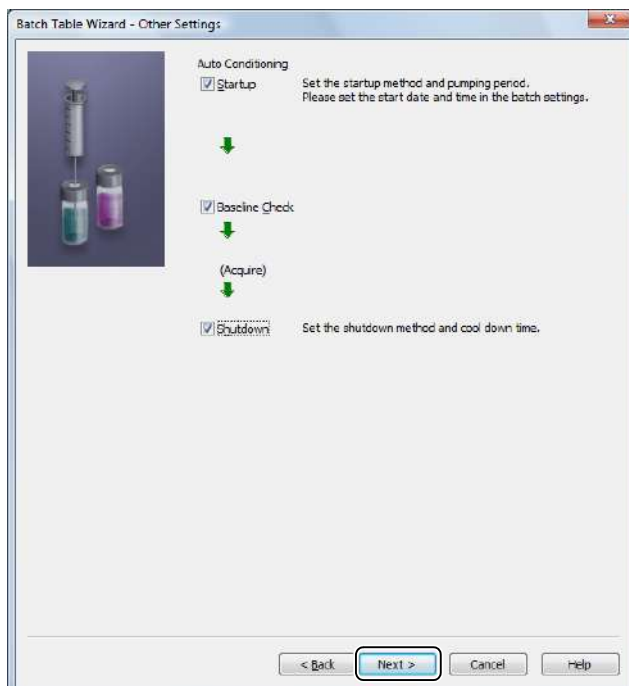 Batch Table Wizard - Other Settings
Auto Conditioning
Startup
Set the startup method and pumping period.
Please set the start date and time in the batch settings.
Baseline Check
(Acquire)
Shutdown
Set the shutdown method and cool down time.
< Back
Next >
Cancel
Help